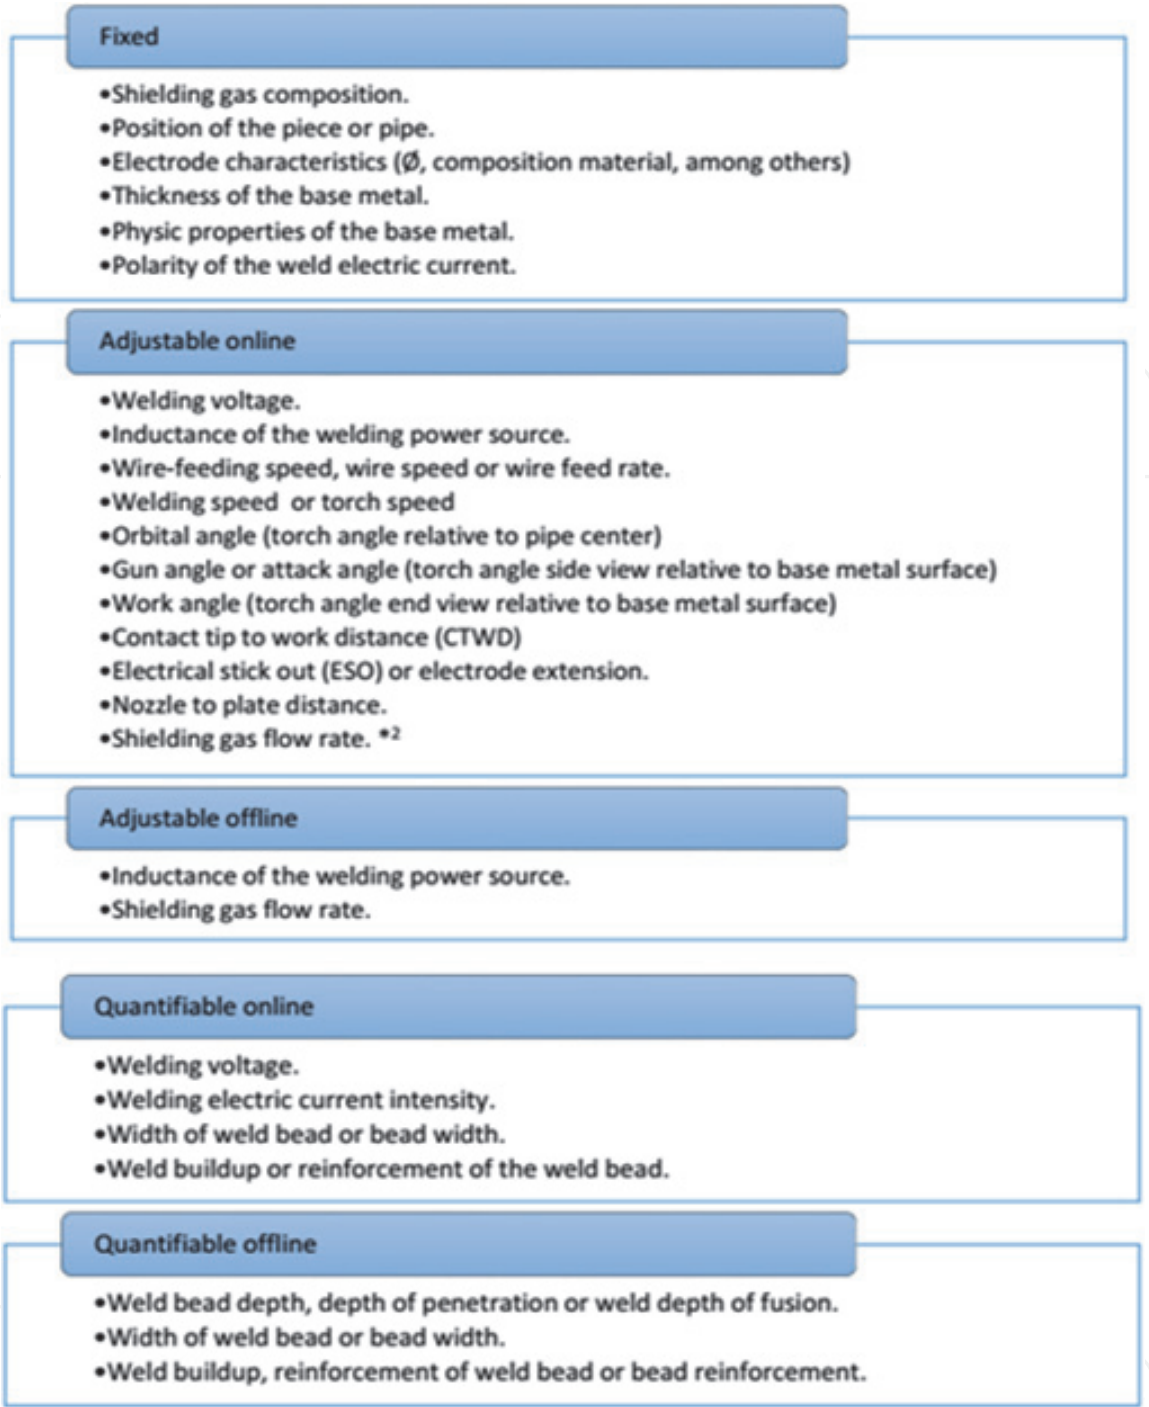 Fixed
•Shielding gas composition.
•Position of the piece or pipe.
•Electrode characteristics (Ø, composition material, among others)
•Thickness of the base metal.
•Physic properties of the base metal.
•Polarity of the weld electric current.
Adjustable online
•Welding voltage.
•Inductance of the welding power source.
•Wire-feeding speed, wire speed or wire feed rate.
•Welding speed  or torch speed
•Orbital angle (torch angle relative to pipe center)
•Gun angle or attack angle (torch angle side view relative to base metal surface)
•Work angle (torch angle end view relative to base metal surface)
•Contact tip to work distance (CTWD)
•Electrical stick out (ESO) or electrode extension.
•Nozzle to plate distance.
•Shielding gas flow rate. *²
Adjustable offline
•Inductance of the welding power source.
•Shielding gas flow rate.
Quantifiable online
•Welding voltage.
•Welding electric current intensity.
•Width of weld bead or bead width.
•Weld buildup or reinforcement of the weld bead.
Quantifiable offline
•Weld bead depth, depth of penetration or weld depth of fusion.
•Width of weld bead or bead width.
•Weld buildup, reinforcement of weld bead or bead reinforcement.